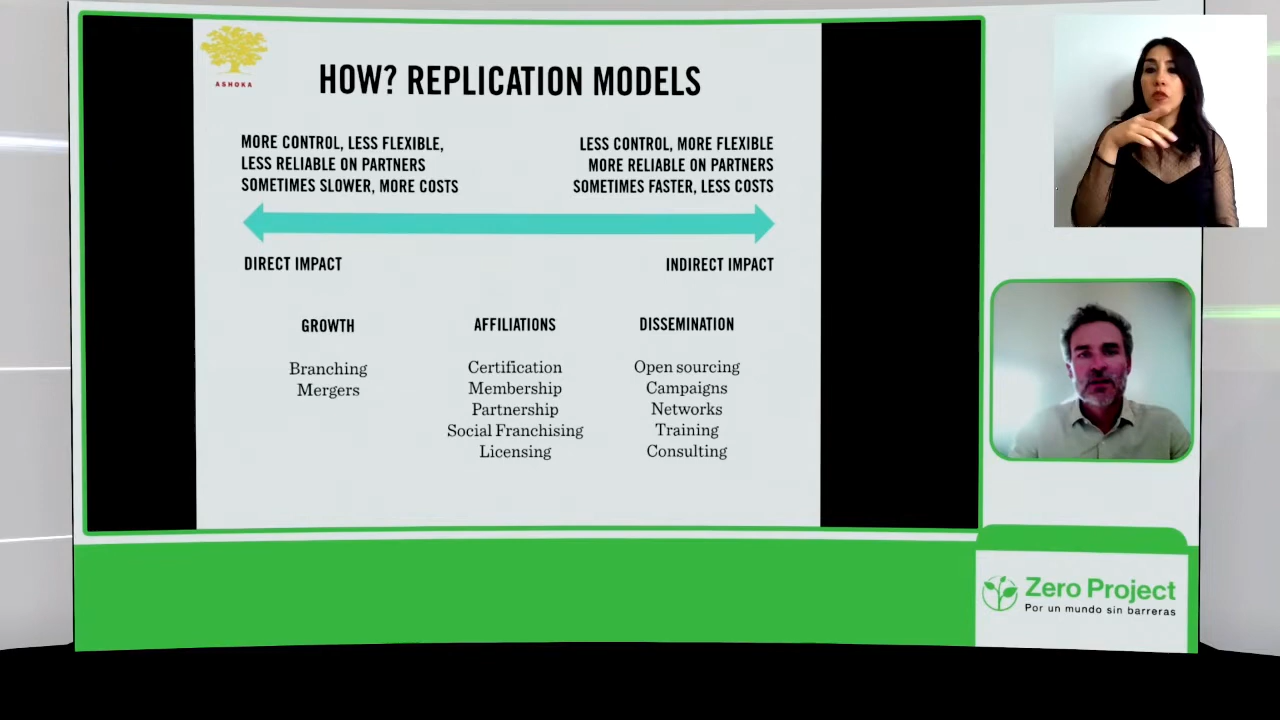 ASHOKA
HOW? REPLICATION MODELS
MORE CONTROL, LESS FLEXIBLE,
LESS RELIABLE ON PARTNERS
SOMETIMES SLOWER, MORE COSTS
LESS CONTROL, MORE FLEXIBLE
MORE RELIABLE ON PARTNERS
SOMETIMES FASTER, LESS COSTS
DIRECT IMPACT
INDIRECT IMPACT
GROWTH
Branching
Mergers
AFFILIATIONS
Certification
Membership
Partnership
Social Franchising
Licensing
DISSEMINATION
Open sourcing
Campaigns
Networks
Training
Consulting
Zero Project
Por un mundo sin barreras